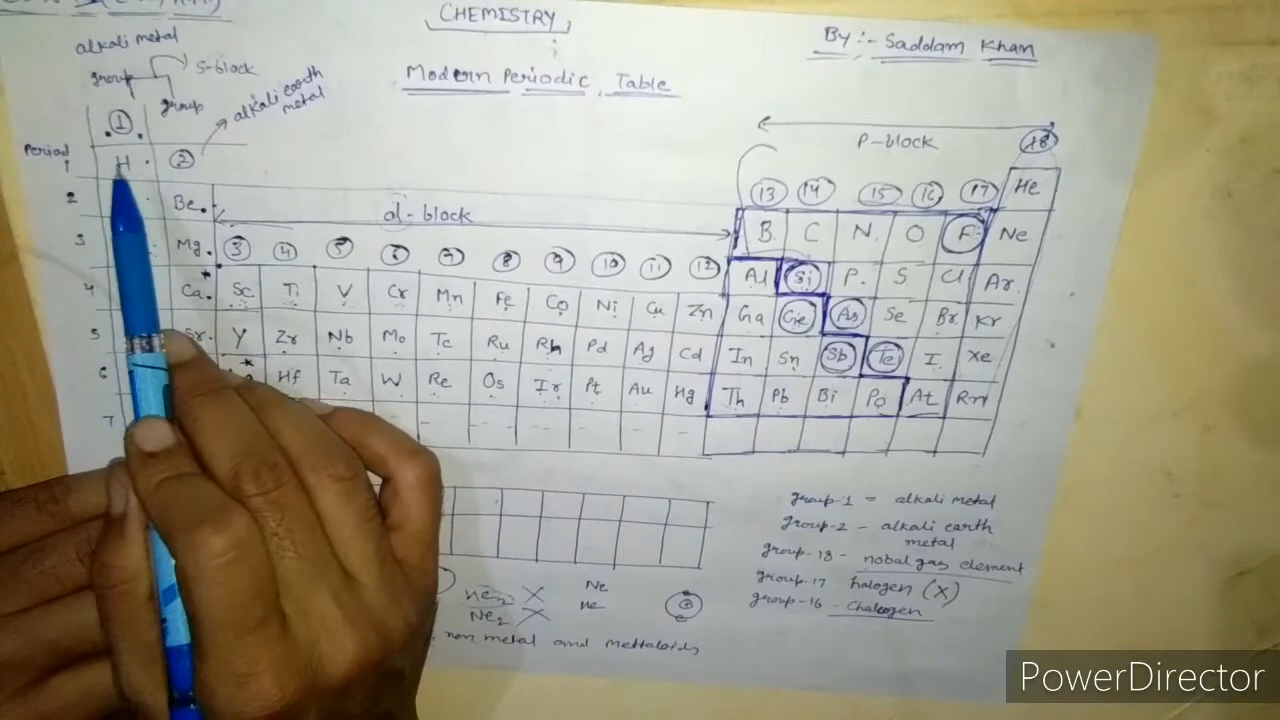 CHEMISTRY
By :- Saddam Khan
Modern Periodic Table
alkali metal
group
S-block
group
alkali earth
metal
P-block
Period
1
2
18
1 H
He
13 14 15 16 17
2 Be
d-block
B C N O F Ne
3 Mg
3 4 5 6 7 8 9 10 11 12
Al Si P S Cl Ar
4 Ca * Sc Ti V Cr Mn Fe Co Ni Cu Zn Ga Ge As Se Br Kr
5 Sr Y Zr Nb Mo Tc Ru Rh Pd Ag Cd In Sn Sb Te I Xe
6 * Hf Ta W Re Os Ir Pt Au Hg Th Pb Bi Po At Rn
7
group-1 = alkali metal
group-2 - alkali earth
metal
group-18 - nobal gas element
group-17 halogen (X)
group-16 - Chalcogen
ne2 X Ne
Ne2 X ne
non metal and mettaloids
PowerDirector